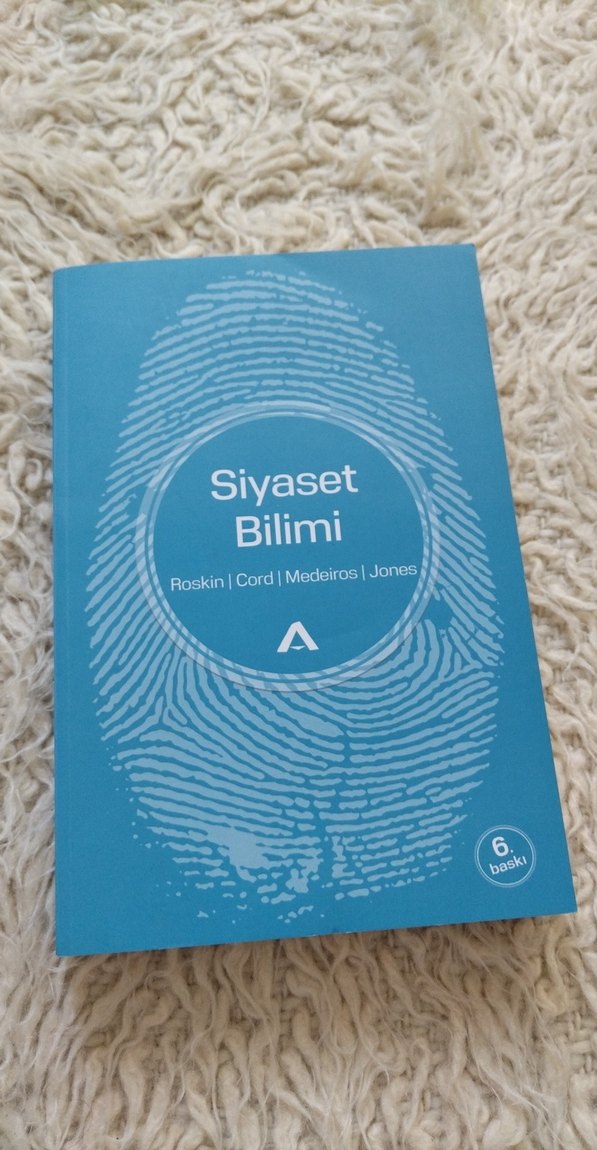 Siyaset
Bilimi
Roskin | Cord | Medeiros | Jones
6.
baskı